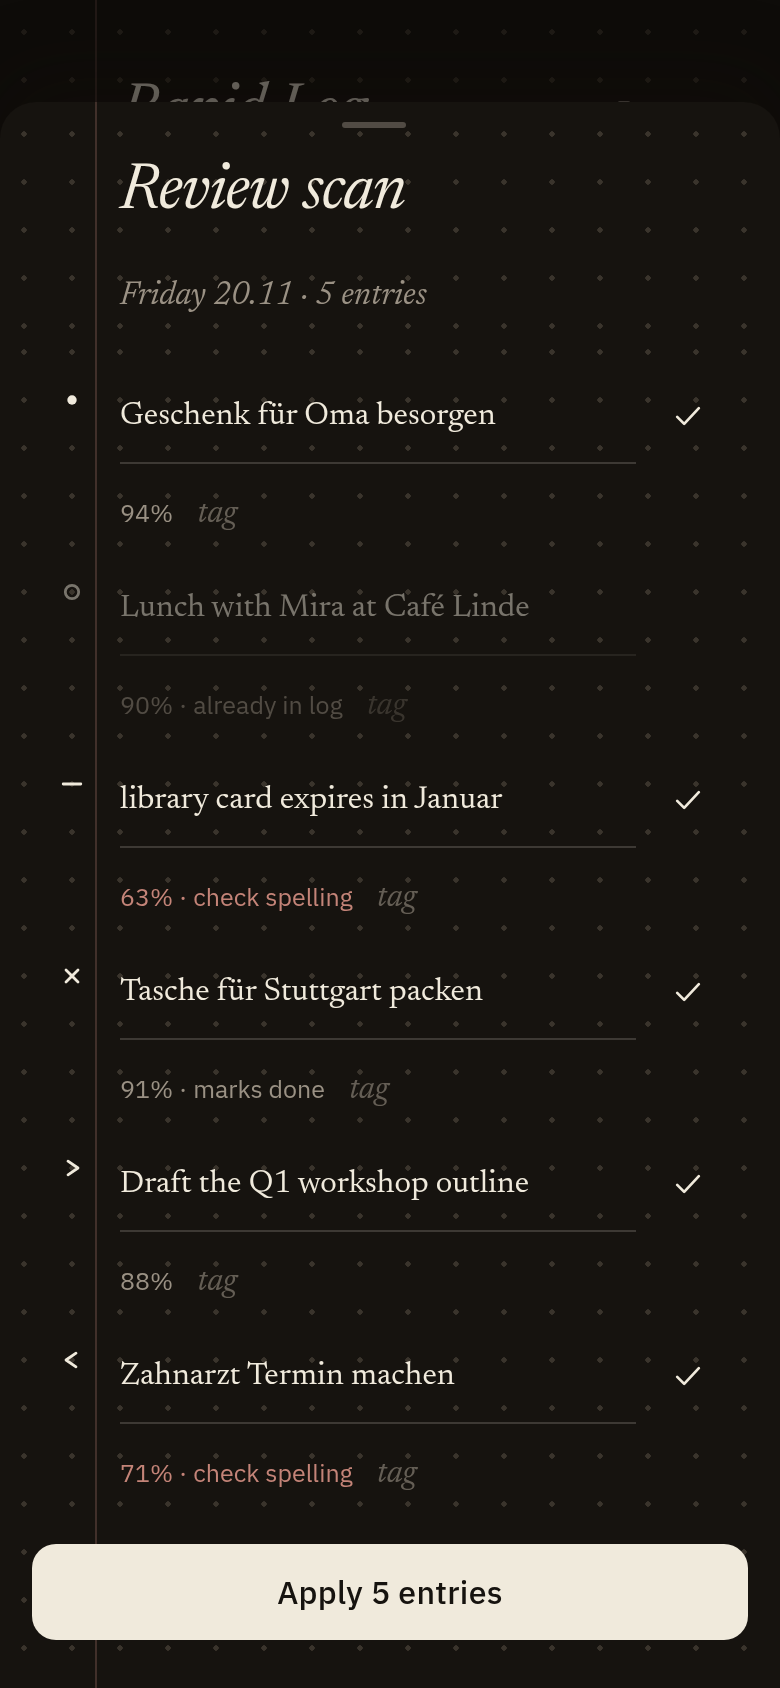 Rapid Log
Review scan
Friday 20.11 · 5 entries
• Geschenk für Oma besorgen ✓
94% tag
○ Lunch with Mira at Café Linde
90% · already in log tag
– library card expires in Januar ✓
63% · check spelling tag
× Tasche für Stuttgart packen ✓
91% · marks done tag
> Draft the Q1 workshop outline ✓
88% tag
< Zahnarzt Termin machen ✓
71% · check spelling tag
Apply 5 entries